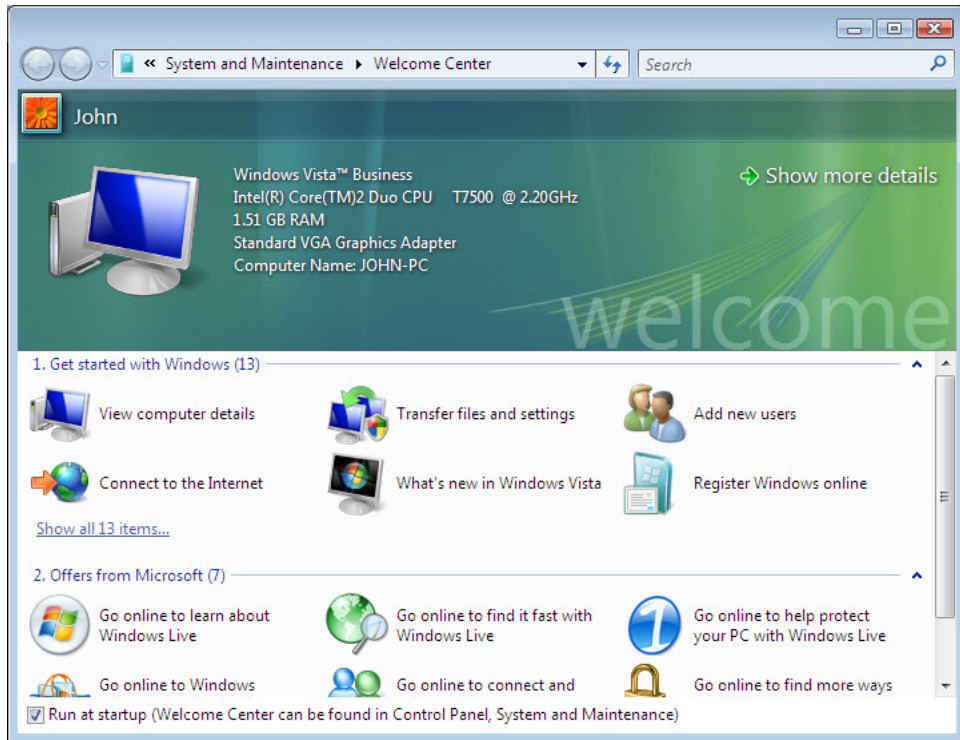 « System and Maintenance ▸ Welcome Center
Search
John
Windows Vista™ Business
Intel(R) Core(TM)2 Duo CPU T7500 @ 2.20GHz
1.51 GB RAM
Standard VGA Graphics Adapter
Computer Name: JOHN-PC
Show more details
welcome
1. Get started with Windows (13)
View computer details
Transfer files and settings
Add new users
Connect to the Internet
What's new in Windows Vista
Register Windows online
Show all 13 items...
2. Offers from Microsoft (7)
Go online to learn about
Windows Live
Go online to find it fast with
Windows Live
Go online to help protect
your PC with Windows Live
Go online to Windows
Go online to connect and
Go online to find more ways
Run at startup (Welcome Center can be found in Control Panel, System and Maintenance)